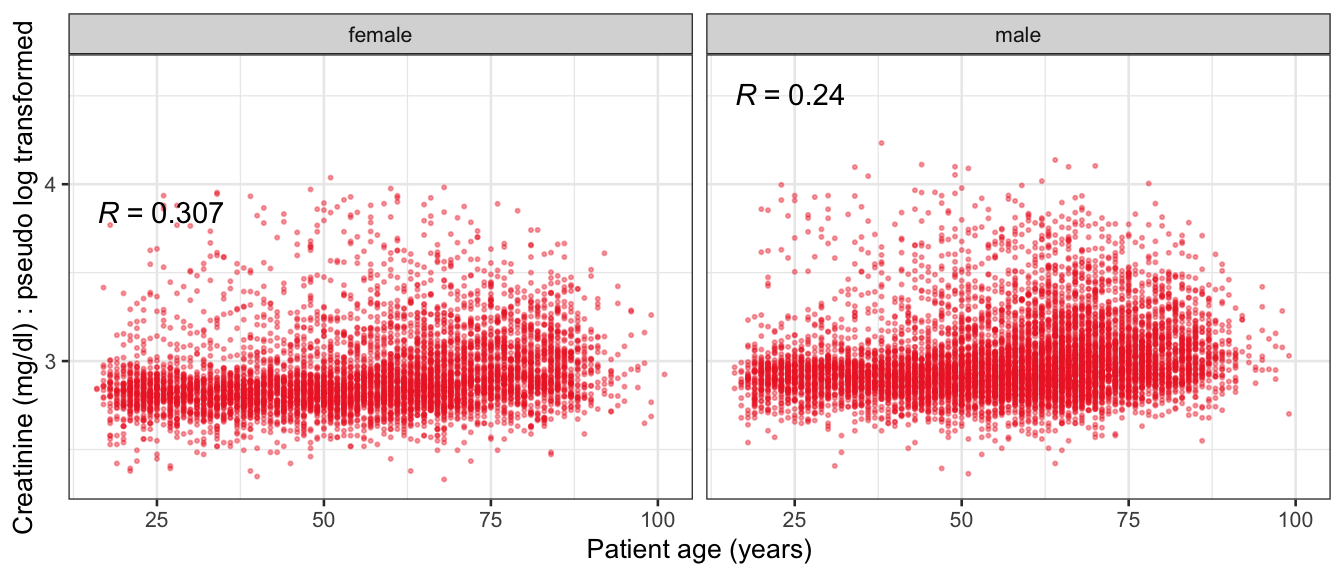 female
male
Creatinine (mg/dl) : pseudo log transformed
R = 0.307
R = 0.24
4
3
25
50
75
100
25
50
75
100
Patient age (years)